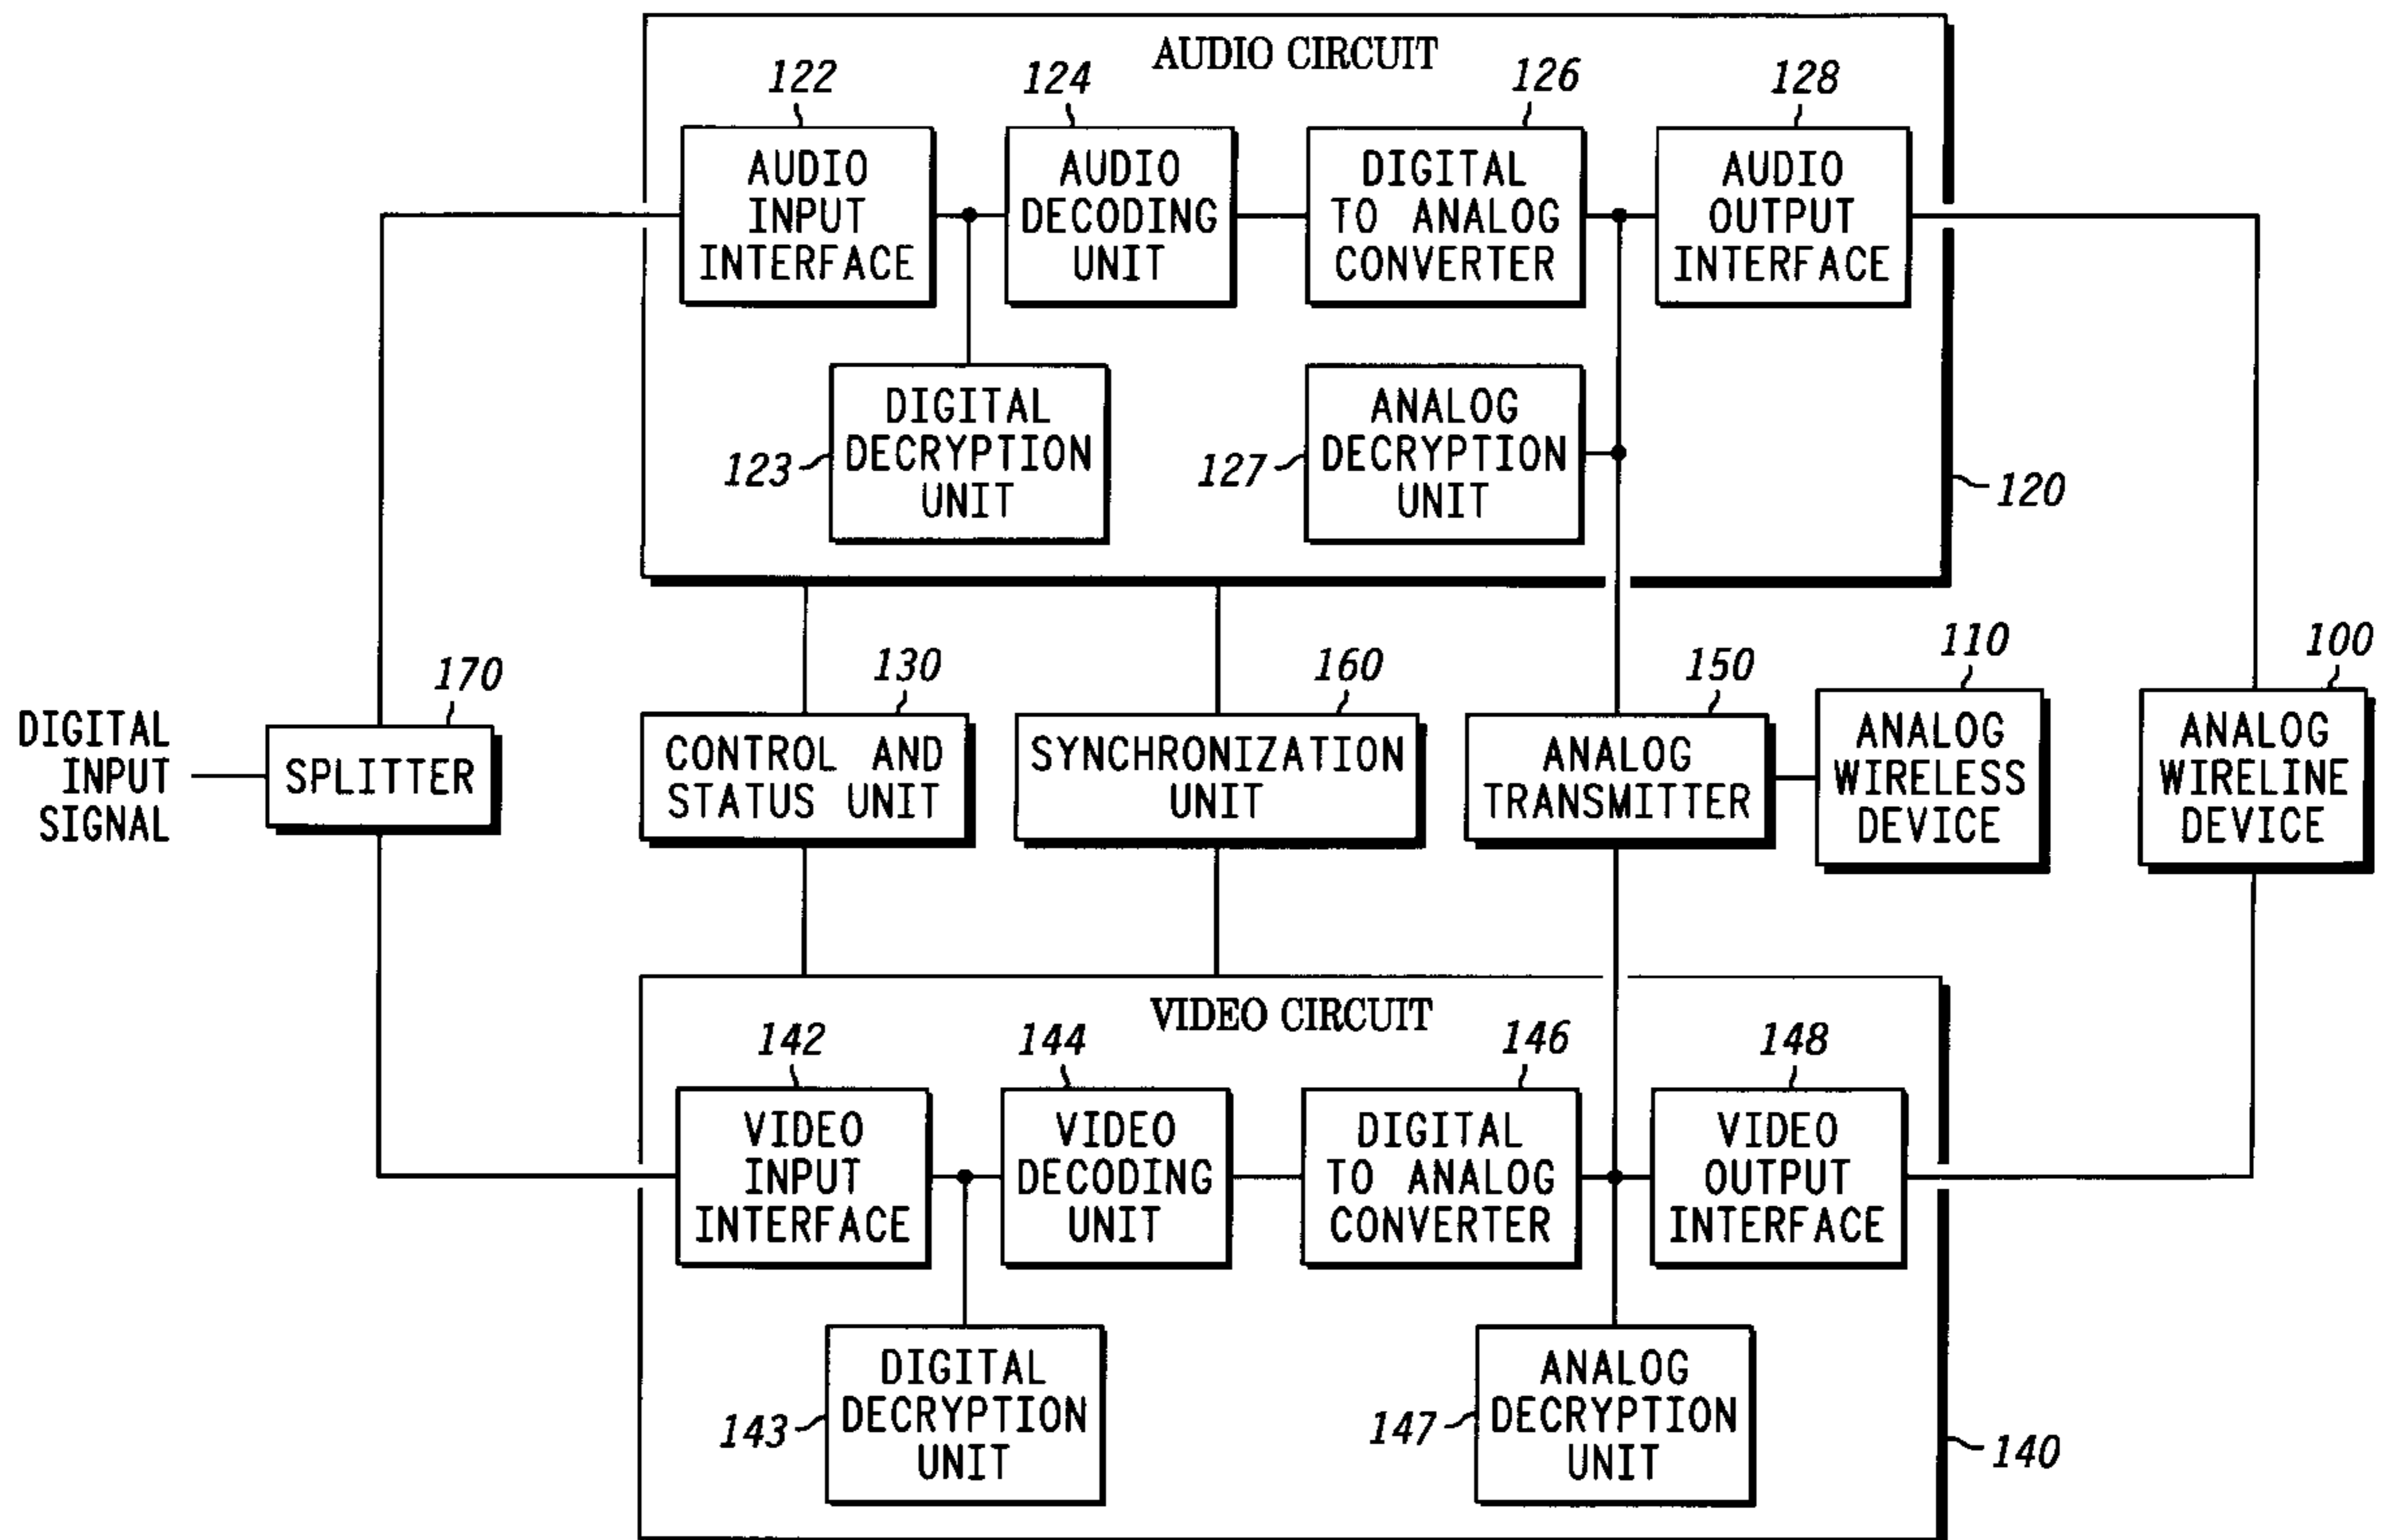 AUDIO CIRCUIT
122
124
126
128
AUDIO
INPUT
INTERFACE
AUDIO
DECODING
UNIT
DIGITAL
TO ANALOG
CONVERTER
AUDIO
OUTPUT
INTERFACE
DIGITAL
DECRYPTION
UNIT
123
ANALOG
DECRYPTION
UNIT
127
120
DIGITAL
INPUT
SIGNAL
170
SPLITTER
130
CONTROL AND
STATUS UNIT
160
SYNCHRONIZATION
UNIT
150
ANALOG
TRANSMITTER
110
ANALOG
WIRELESS
DEVICE
100
ANALOG
WIRELINE
DEVICE
VIDEO CIRCUIT
142
144
146
148
VIDEO
INPUT
INTERFACE
VIDEO
DECODING
UNIT
DIGITAL
TO ANALOG
CONVERTER
VIDEO
OUTPUT
INTERFACE
DIGITAL
DECRYPTION
UNIT
143
ANALOG
DECRYPTION
UNIT
147
140